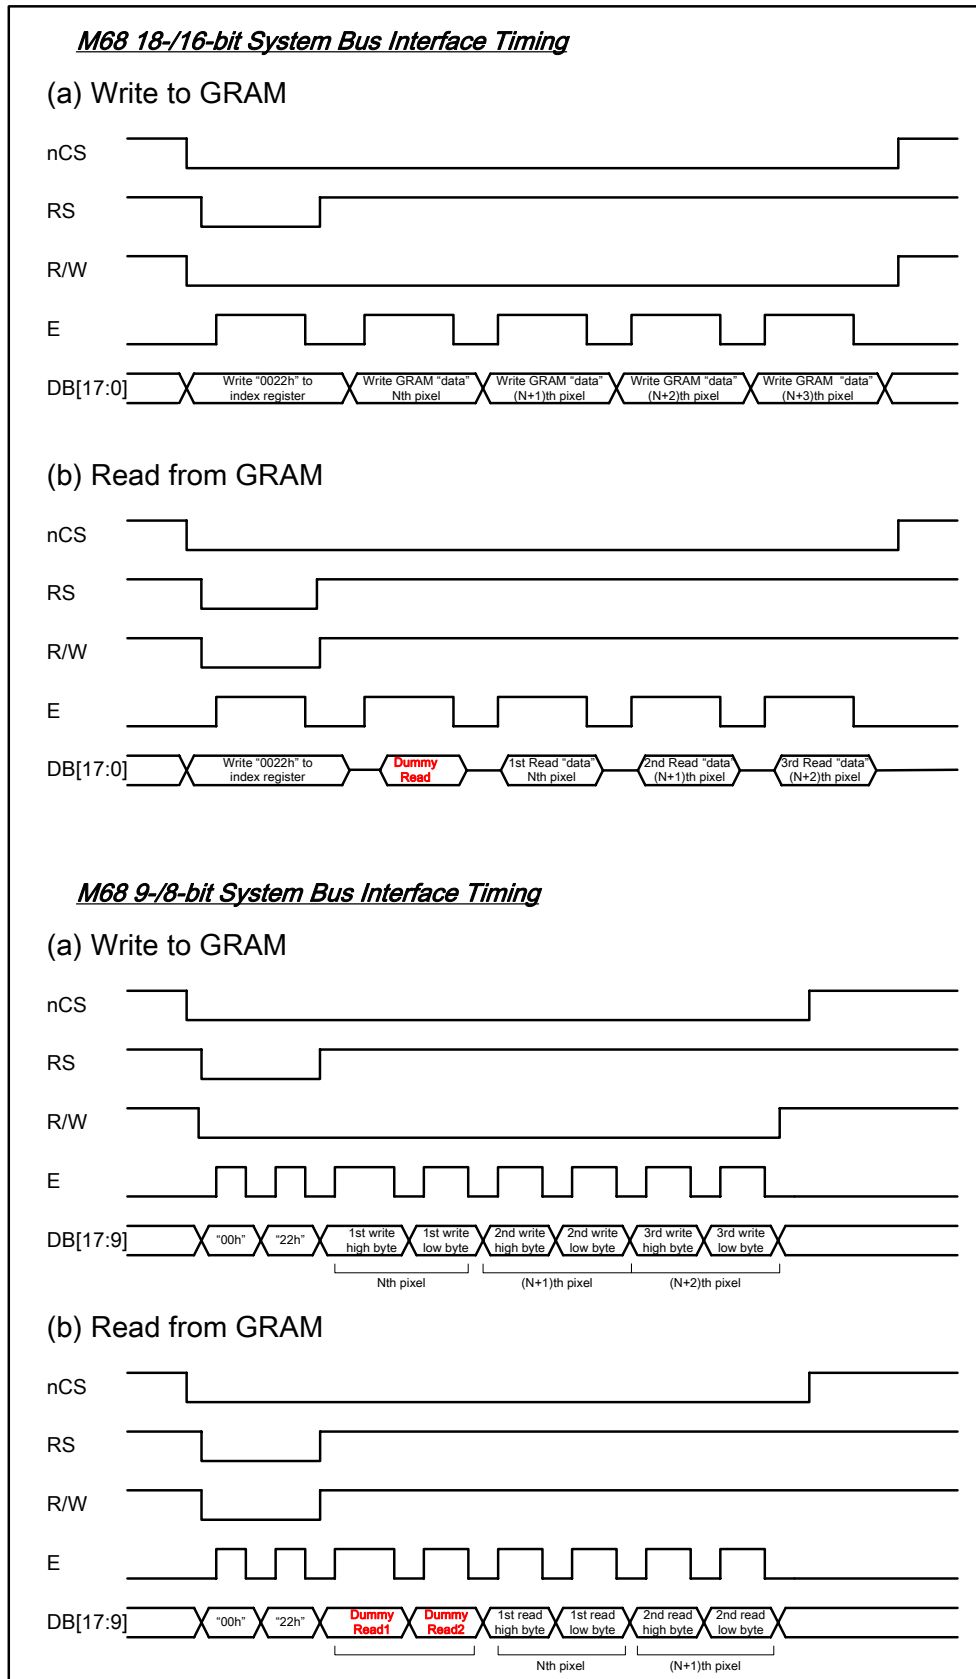 M68 18-/16-bit System Bus Interface Timing
(a) Write to GRAM
nCS
RS
R/W
E
DB[17:0]
Write "0022h" to
index register
Write GRAM "data"
Nth pixel
Write GRAM "data"
(N+1)th pixel
Write GRAM "data"
(N+2)th pixel
Write GRAM "data"
(N+3)th pixel
(b) Read from GRAM
nCS
RS
R/W
E
DB[17:0]
Write "0022h" to
index register
Dummy
Read
1st Read "data"
Nth pixel
2nd Read "data"
(N+1)th pixel
3rd Read "data"
(N+2)th pixel
M68 9-/8-bit System Bus Interface Timing
(a) Write to GRAM
nCS
RS
R/W
E
DB[17:9]
"00h"
"22h"
1st write
high byte
1st write
low byte
2nd write
high byte
2nd write
low byte
3rd write
high byte
3rd write
low byte
Nth pixel
(N+1)th pixel
(N+2)th pixel
(b) Read from GRAM
nCS
RS
R/W
E
DB[17:9]
"00h"
"22h"
Dummy
Read1
Dummy
Read2
1st read
high byte
1st read
low byte
2nd read
high byte
2nd read
low byte
Nth pixel
(N+1)th pixel